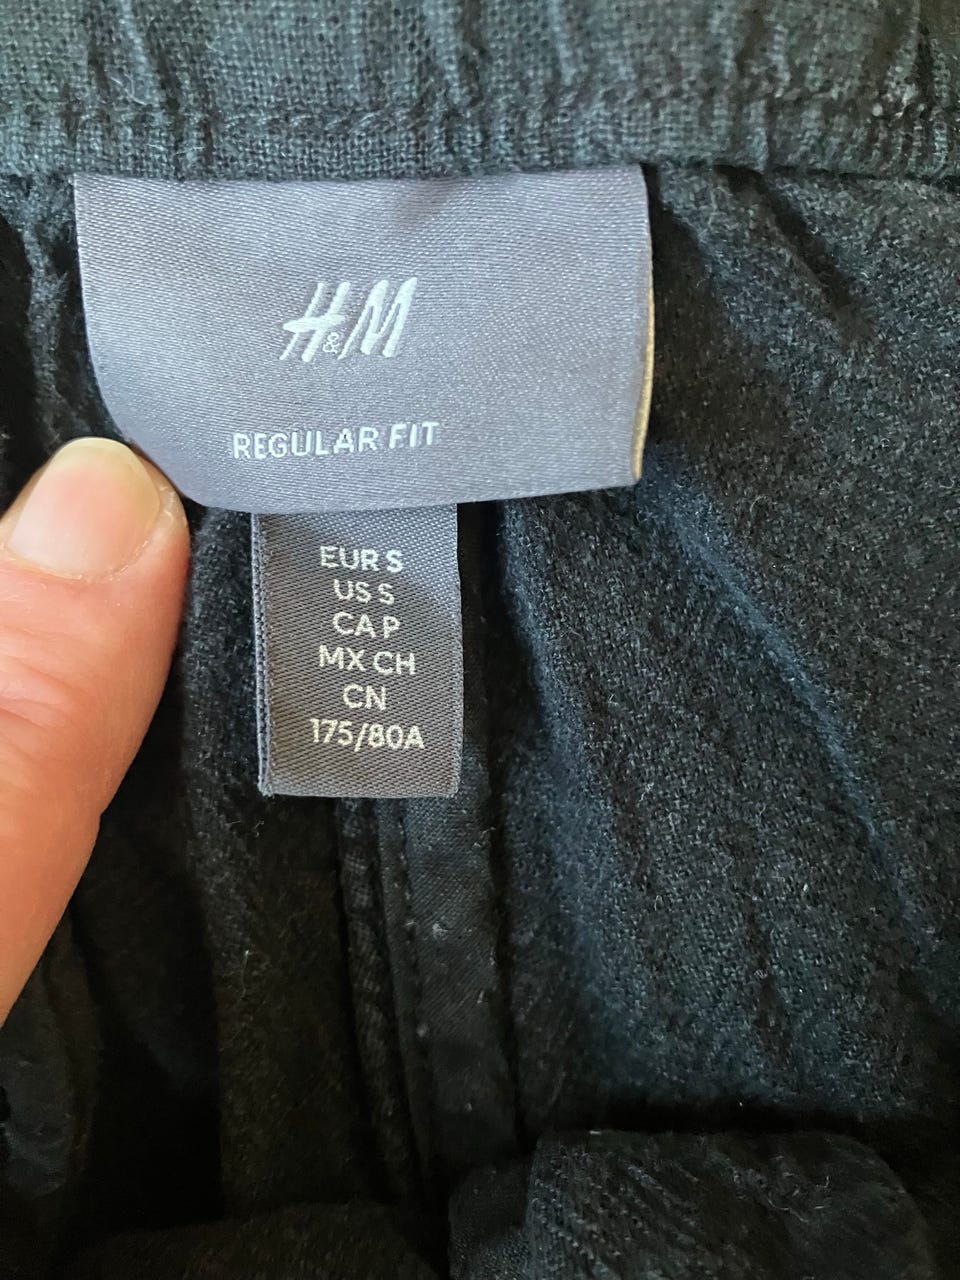 H&M
REGULAR FIT
EUR S
US S
CA P
MX CH
CN
175/80A